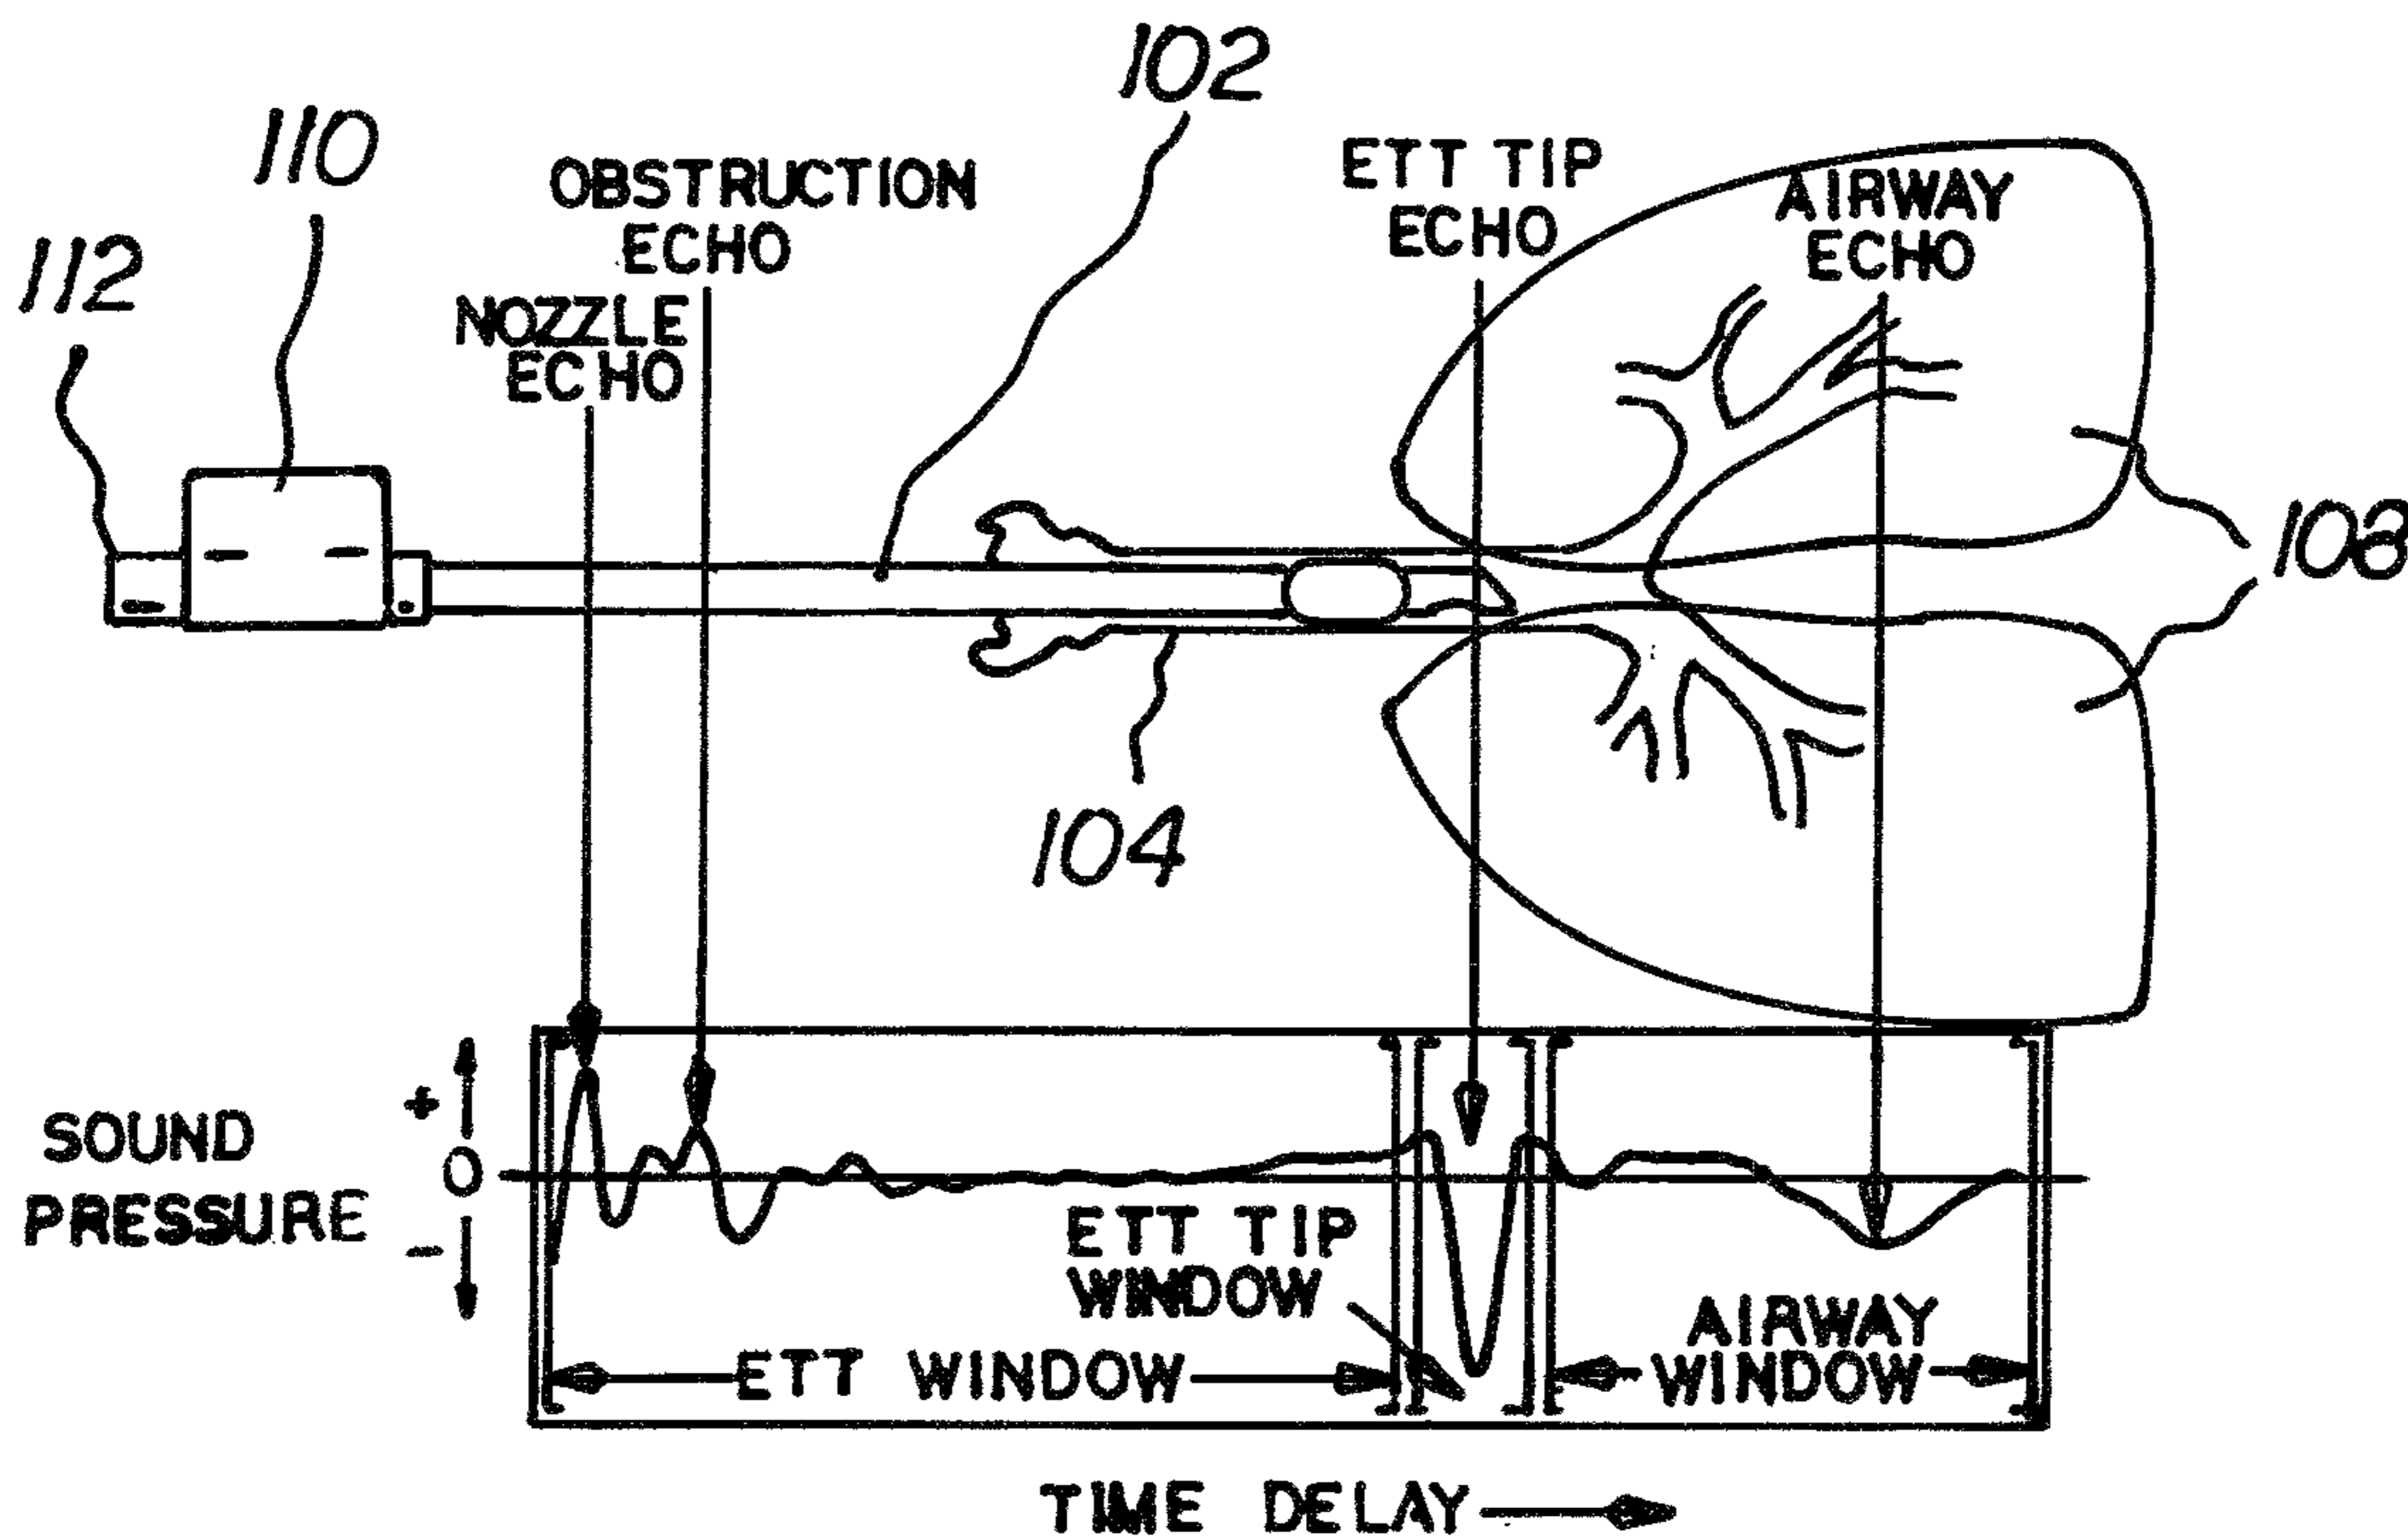 102
110
112
OBSTRUCTION
ECHO
NOZZLE
ECHO
ETT TIP
ECHO
AIRWAY
ECHO
108
104
SOUND
PRESSURE
+
0
-
ETT TIP
WINDOW
ETT WINDOW
AIRWAY
WINDOW
TIME DELAY